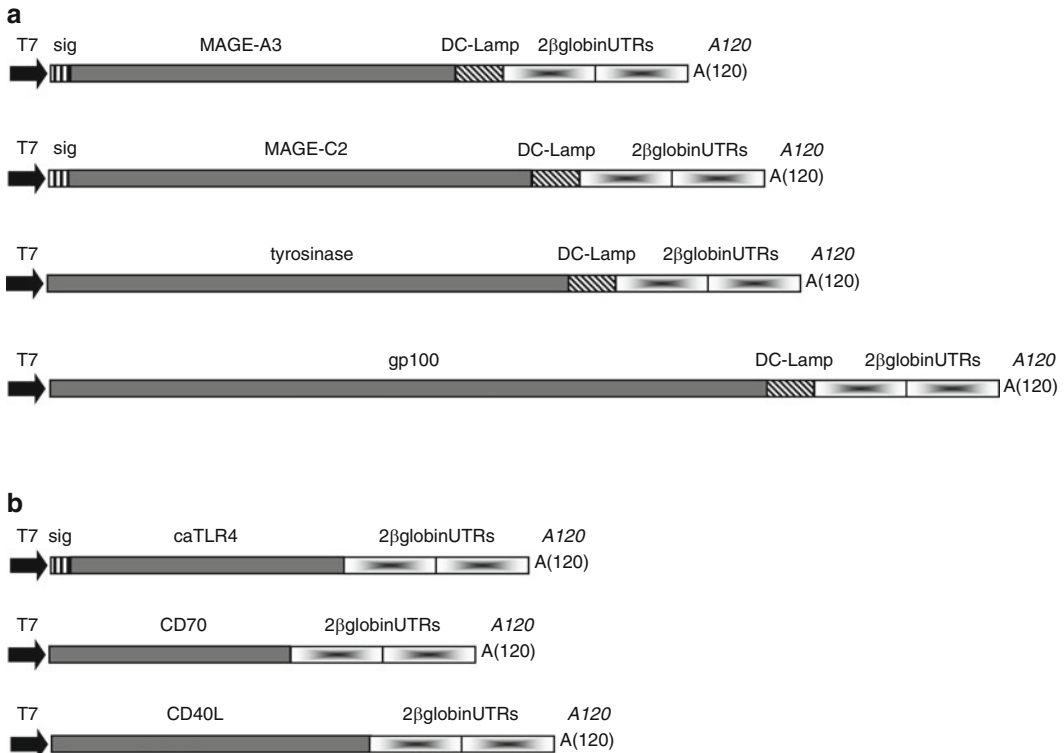 a
T7 sig MAGE-A3 DC-Lamp 2βglobinUTRs A120
A(120)
T7 sig MAGE-C2 DC-Lamp 2βglobinUTRs A120
A(120)
T7 tyrosinase DC-Lamp 2βglobinUTRs A120
A(120)
T7 gp100 DC-Lamp 2βglobinUTRs A120
A(120)
b
T7 sig caTLR4 2βglobinUTRs A120
A(120)
T7 CD70 2βglobinUTRs A120
A(120)
T7 CD40L 2βglobinUTRs A120
A(120)